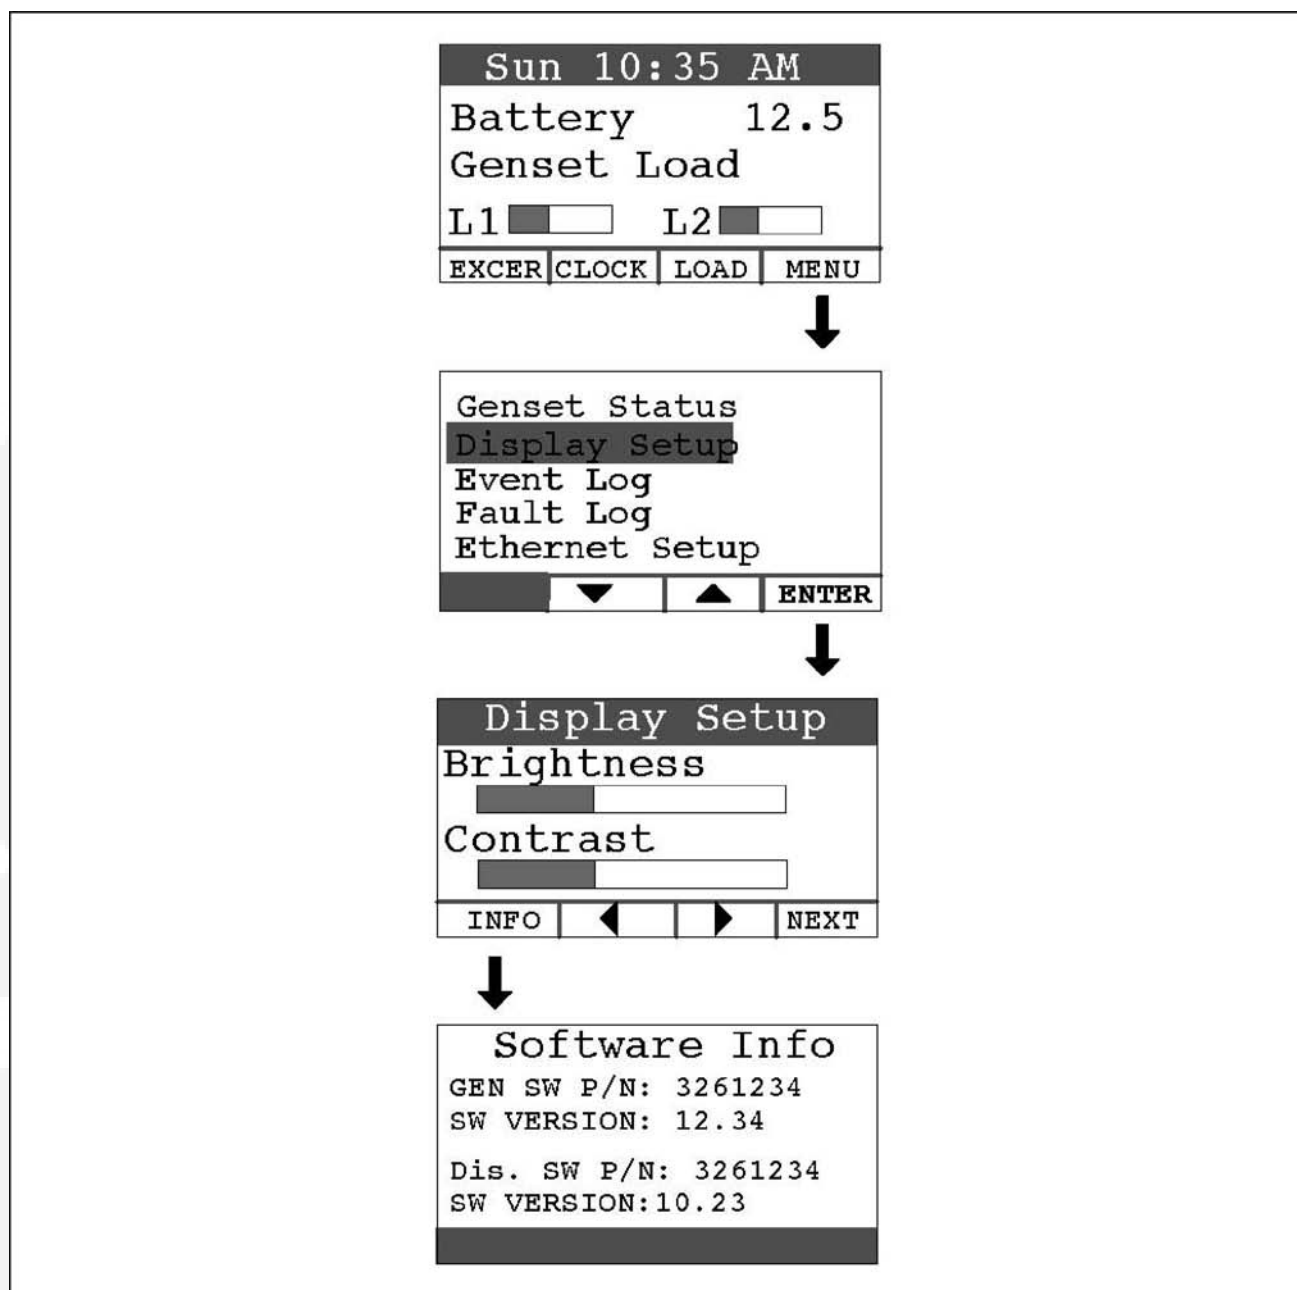 Sun 10:35 AM
Battery 12.5
Genset Load
L1 L2
EXCER CLOCK LOAD MENU
Genset Status
Display Setup
Event Log
Fault Log
Ethernet Setup
ENTER
Display Setup
Brightness
Contrast
INFO NEXT
Software Info
GEN SW P/N: 3261234
SW VERSION: 12.34
Dis. SW P/N: 3261234
SW VERSION:10.23